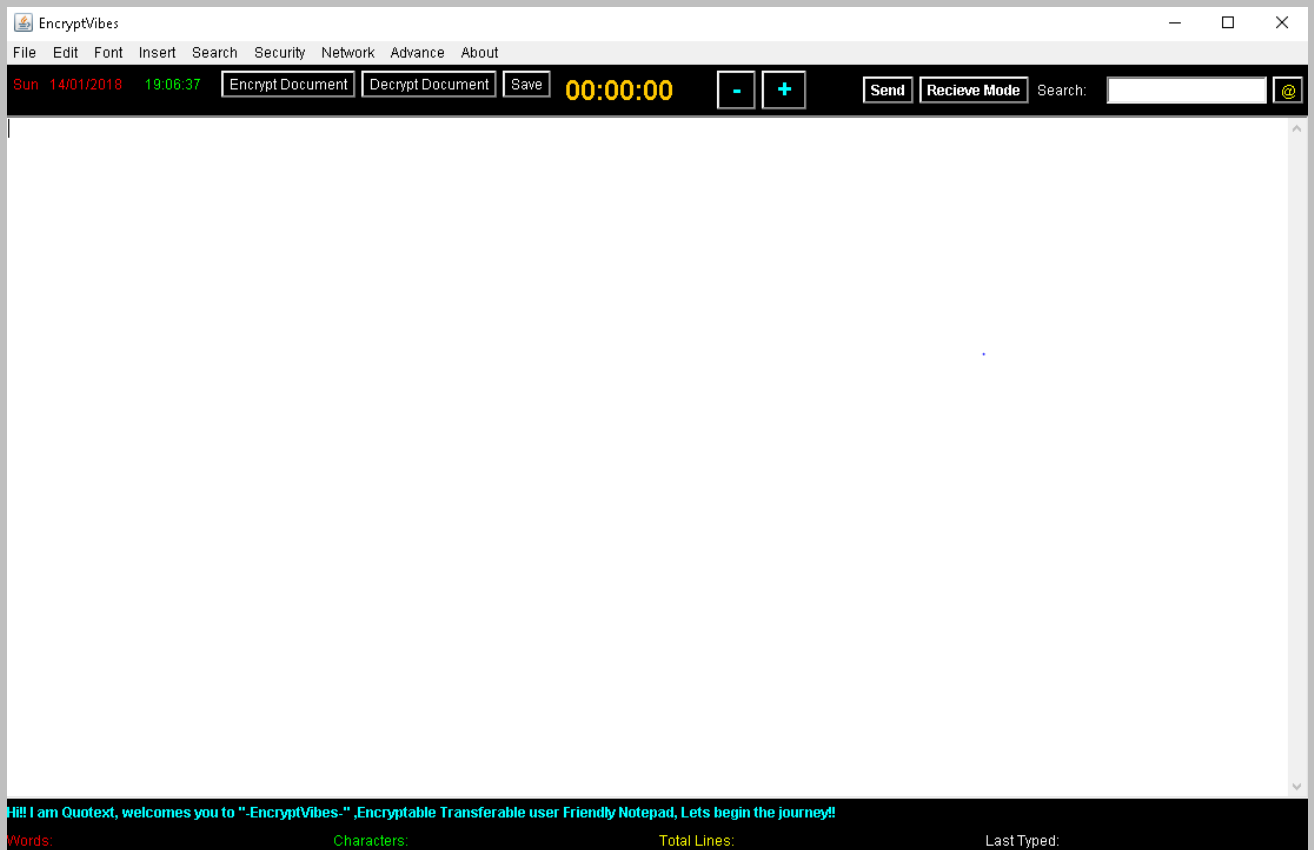 EncryptVibes
File Edit Font Insert Search Security Network Advance About
Sun 14/01/2018 19:06:37 Encrypt Document Decrypt Document Save 00:00:00 - + Send Recieve Mode Search: @
Hi!! I am Quotext, welcomes you to "-EncryptVibes-" ,Encryptable Transferable user Friendly Notepad, Lets begin the journey!!
Words: Characters: Total Lines: Last Typed: